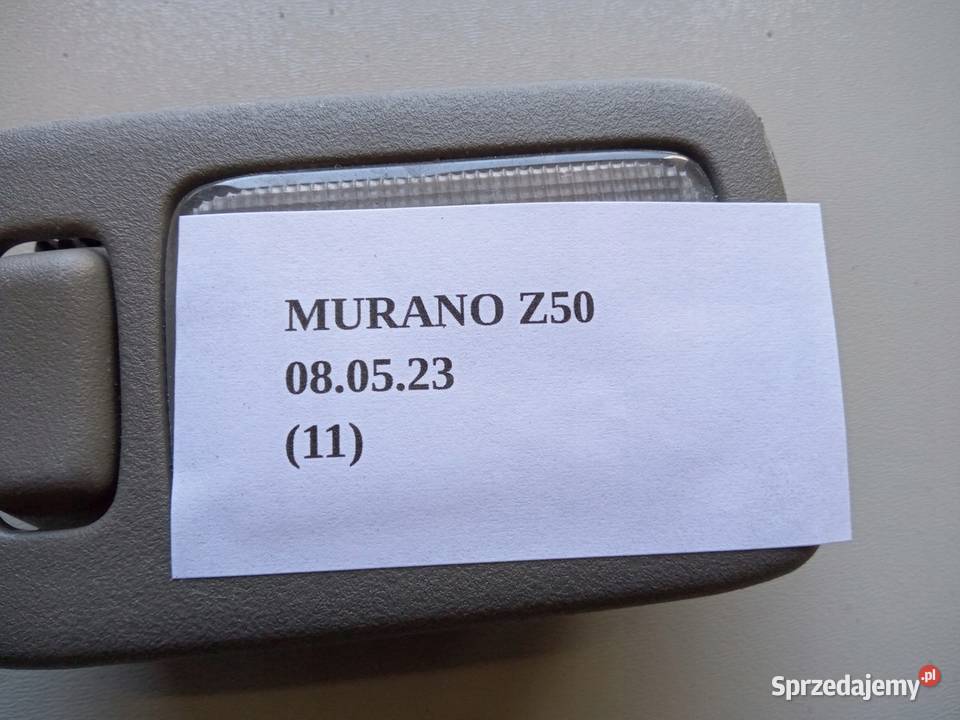 MURANO Z50
08.05.23
(11)
Sprzedajemy.pl